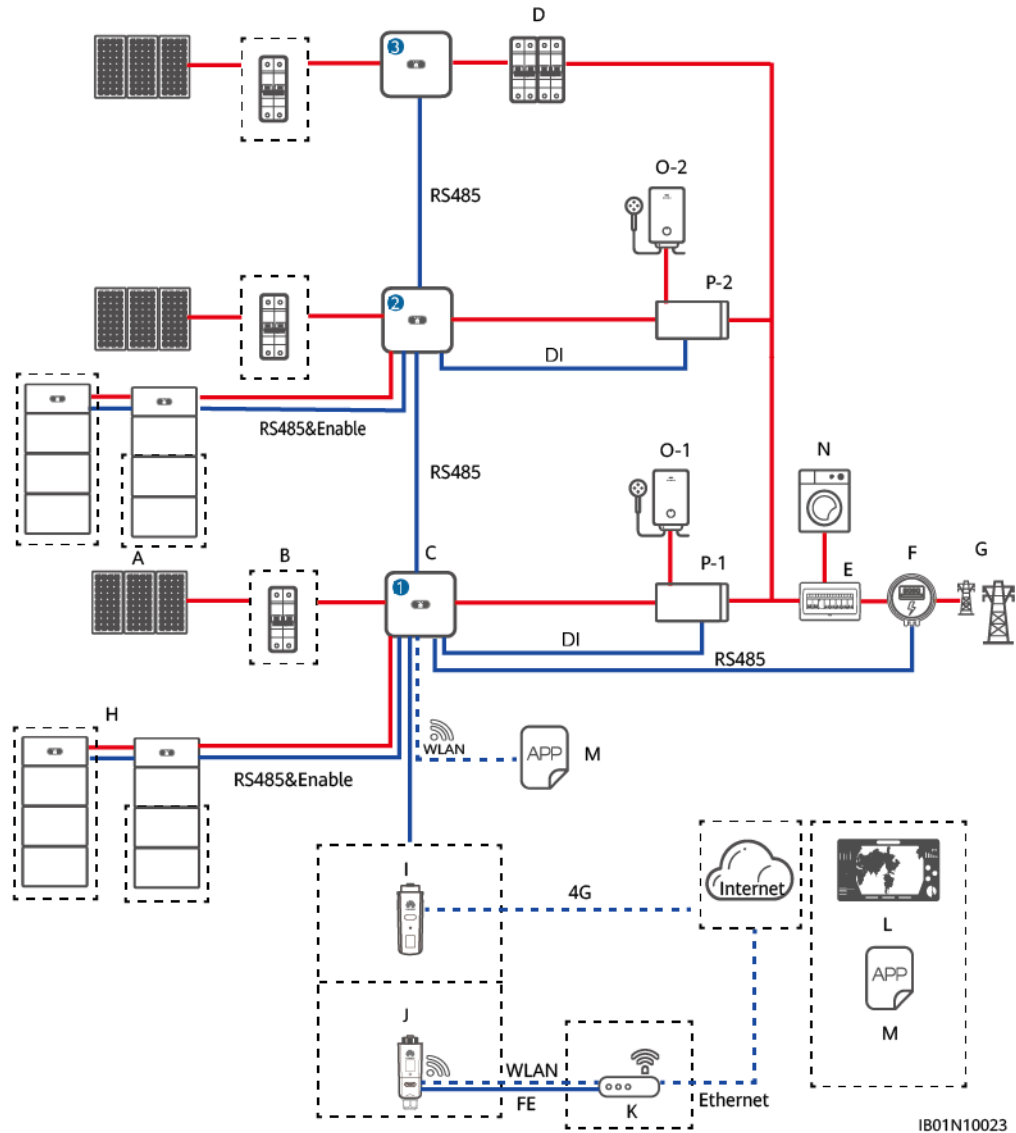 D
3
RS485
O-2
P-2
2
DI
RS485&Enable
RS485
O-1
N
A
B
C
P-1
E
F
G
1
DI
RS485
H
WLAN
APP
M
RS485&Enable
I
4G
Internet
L
APP
M
J
WLAN
FE
K
Ethernet
IB01N10023